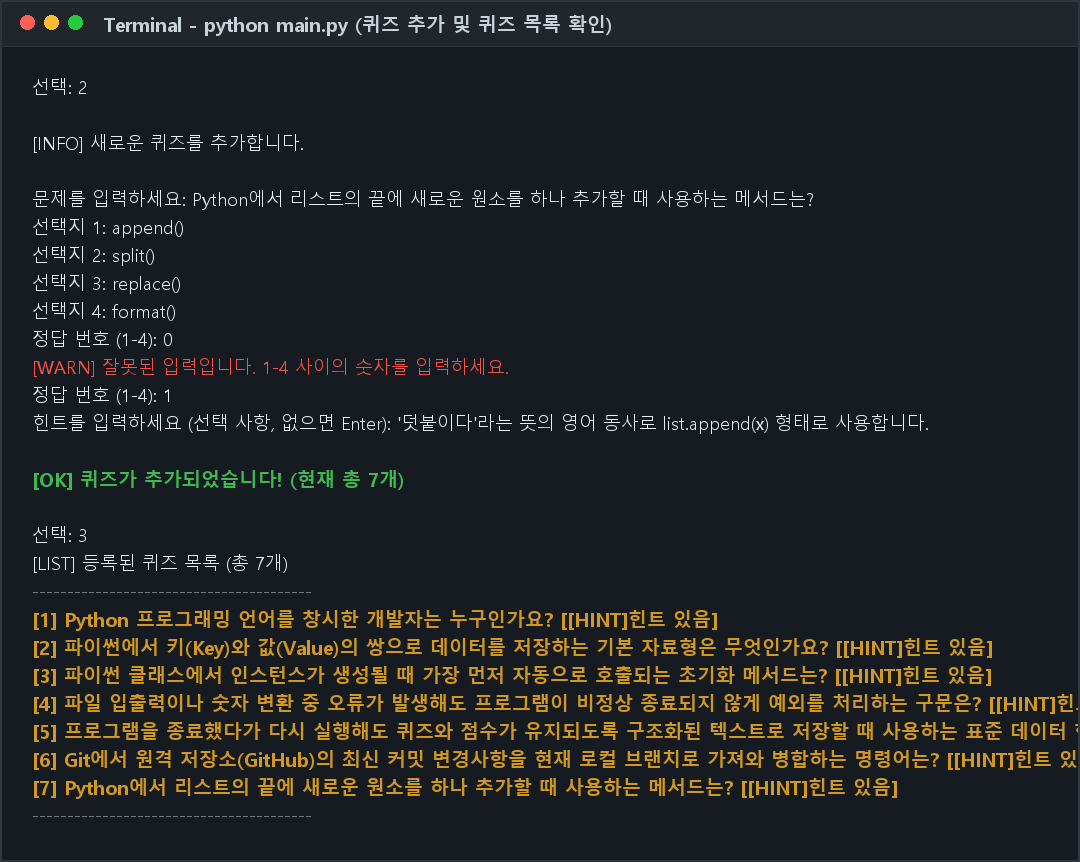 Terminal - python main.py (퀴즈 추가 및 퀴즈 목록 확인)
선택: 2
[INFO] 새로운 퀴즈를 추가합니다.
문제를 입력하세요: Python에서 리스트의 끝에 새로운 원소를 하나 추가할 때 사용하는 메서드는?
선택지 1: append()
선택지 2: split()
선택지 3: replace()
선택지 4: format()
정답 번호 (1-4): 0
[WARN] 잘못된 입력입니다. 1-4 사이의 숫자를 입력하세요.
정답 번호 (1-4): 1
힌트를 입력하세요 (선택 사항, 없으면 Enter): '덧붙이다'라는 뜻의 영어 동사로 list.append(x) 형태로 사용합니다.
[OK] 퀴즈가 추가되었습니다! (현재 총 7개)
선택: 3
[LIST] 등록된 퀴즈 목록 (총 7개)
----------------------------------------
[1] Python 프로그래밍 언어를 창시한 개발자는 누구인가요? [[HINT]힌트 있음]
[2] 파이썬에서 키(Key)와 값(Value)의 쌍으로 데이터를 저장하는 기본 자료형은 무엇인가요? [[HINT]힌트 있음]
[3] 파이썬 클래스에서 인스턴스가 생성될 때 가장 먼저 자동으로 호출되는 초기화 메서드는? [[HINT]힌트 있음]
[4] 파일 입출력이나 숫자 변환 중 오류가 발생해도 프로그램이 비정상 종료되지 않게 예외를 처리하는 구문은? [[HINT]힌
[5] 프로그램을 종료했다가 다시 실행해도 퀴즈와 점수가 유지되도록 구조화된 텍스트로 저장할 때 사용하는 표준 데이터
[6] Git에서 원격 저장소(GitHub)의 최신 커밋 변경사항을 현재 로컬 브랜치로 가져와 병합하는 명령어는? [[HINT]힌트 있
[7] Python에서 리스트의 끝에 새로운 원소를 하나 추가할 때 사용하는 메서드는? [[HINT]힌트 있음]
----------------------------------------